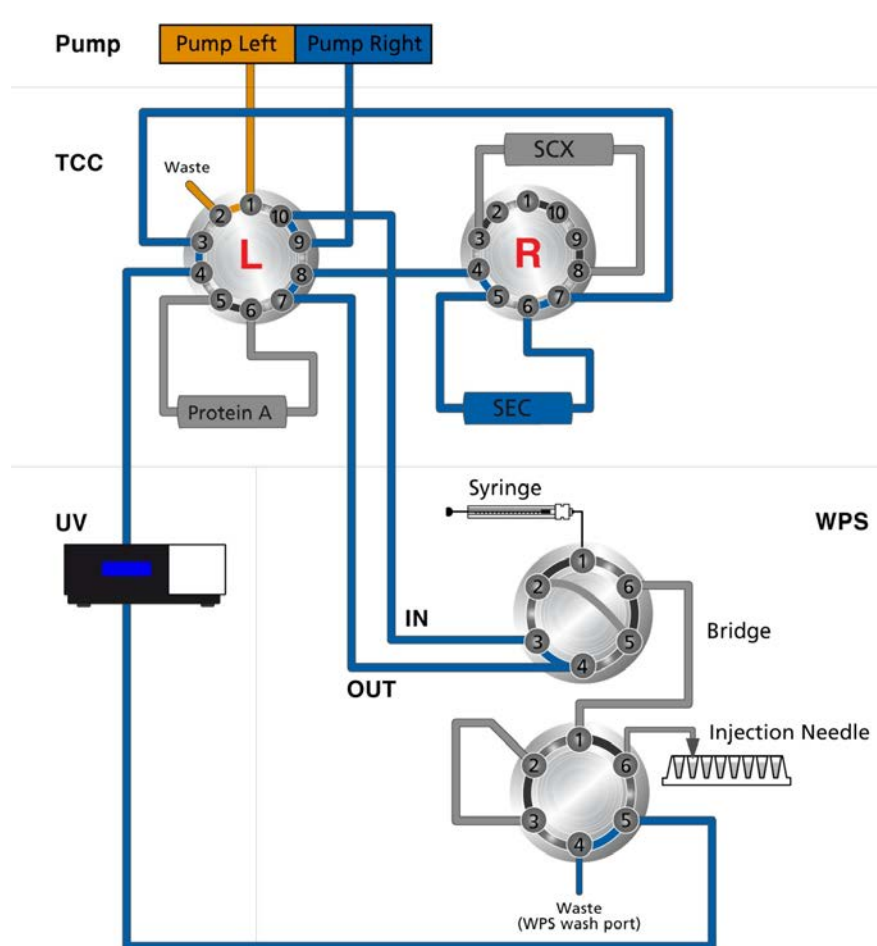 Pump
Pump Left
Pump Right
TCC
Waste
SCX
1
2
3
4
5
6
7
8
9
10
L
1
2
3
4
5
6
7
8
9
10
R
Protein A
SEC
UV
Syringe
WPS
1
2
3
4
5
6
IN
OUT
Bridge
1
2
3
4
5
6
Injection Needle
Waste
(WPS wash port)